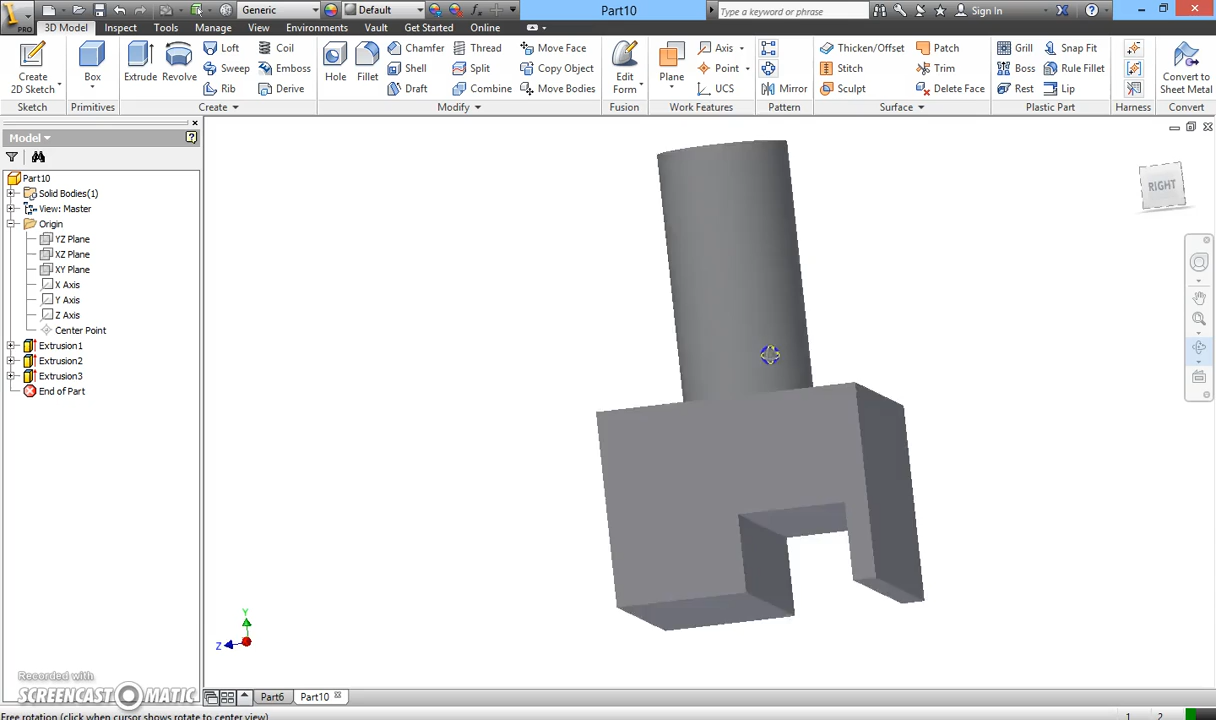 PRO
Generic
Default
fx
Part10
Type a keyword or phrase
Sign In
3D Model Inspect Tools Manage View Environments Vault Get Started Online
Create
2D Sketch
Sketch
Box
Primitives
Extrude
Revolve
Loft
Sweep
Rib
Coil
Emboss
Derive
Create
Hole
Fillet
Chamfer
Shell
Draft
Thread
Split
Combine
Move Face
Copy Object
Move Bodies
Modify
Edit
Form
Fusion
Plane
Axis
Point
UCS
Work Features
Mirror
Pattern
Thicken/Offset
Stitch
Sculpt
Patch
Trim
Delete Face
Surface
Grill
Boss
Rest
Snap Fit
Rule Fillet
Lip
Plastic Part
Harness
Convert to
Sheet Metal
Convert
Model
Part10
Solid Bodies(1)
View: Master
Origin
YZ Plane
XZ Plane
XY Plane
X Axis
Y Axis
Z Axis
Center Point
Extrusion1
Extrusion2
Extrusion3
End of Part
RIGHT
Y
Z
Recorded with
SCREENCAST MATIC
Part6
Part10
Free rotation (click when cursor shows rotate to center view)
1 2